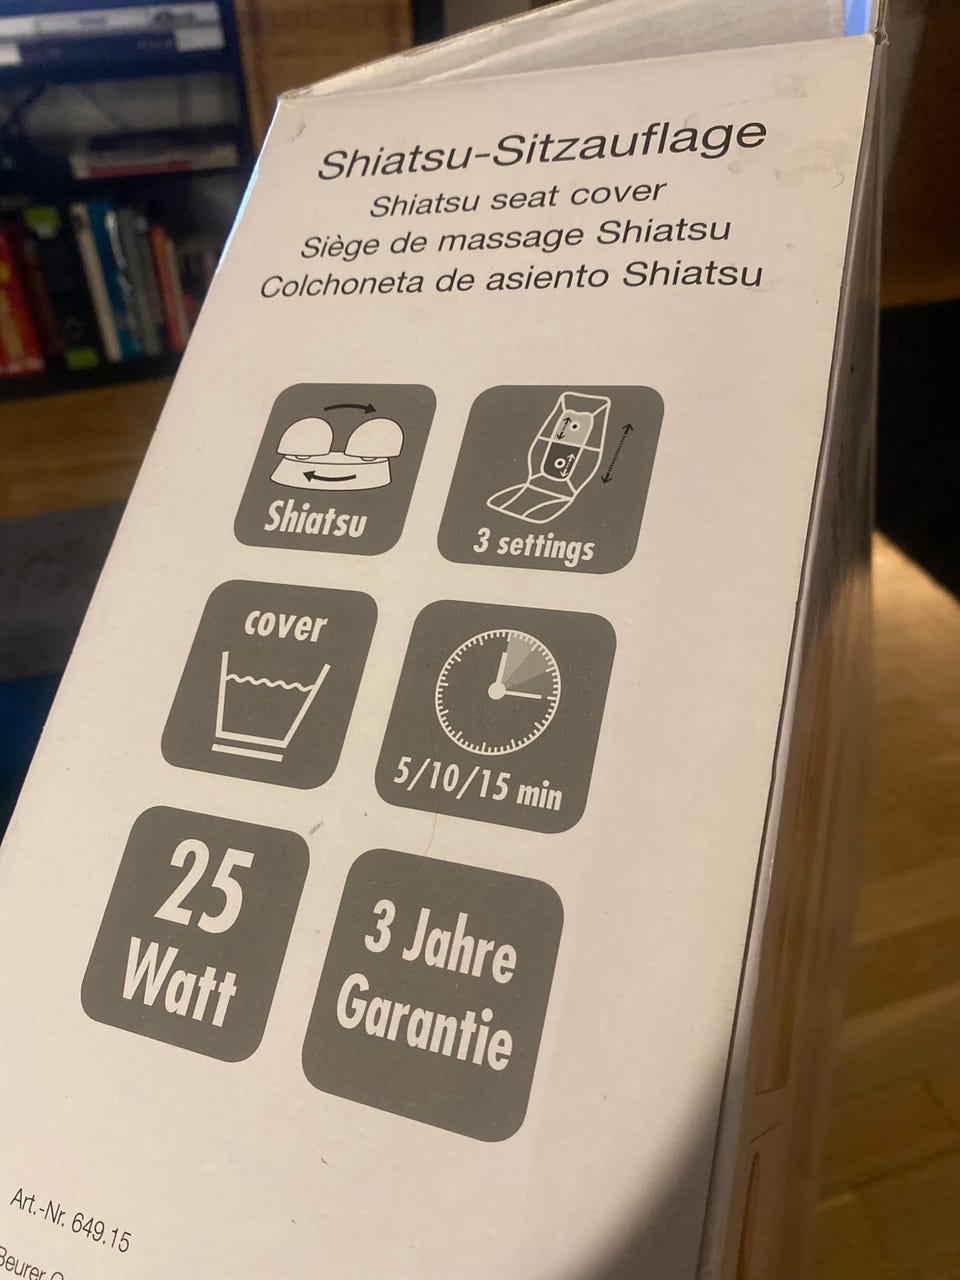 Shiatsu-Sitzauflage
Shiatsu seat cover
Siège de massage Shiatsu
Colchoneta de asiento Shiatsu
Shiatsu
3 settings
cover
5/10/15 min
25
Watt
3 Jahre
Garantie
Art.-Nr. 649.15
Beurer